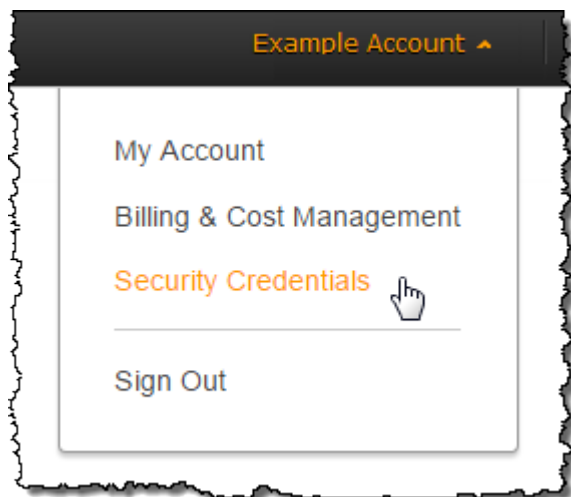 Example Account
My Account
Billing & Cost Management
Security Credentials
Sign Out